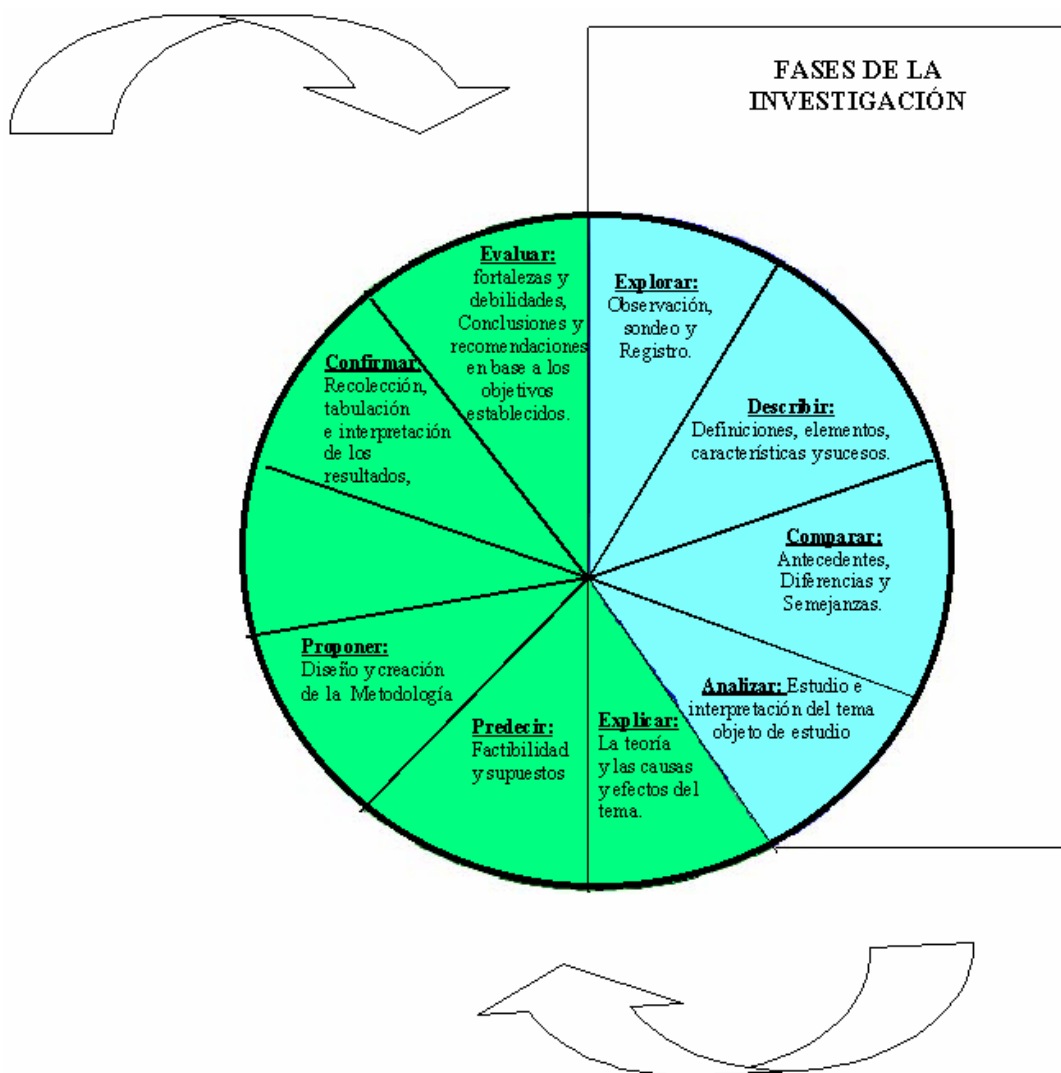 FASES DE LA
INVESTIGACIÓN
Explorar:
Observación,
sondeo y
Registro.
Describir:
Definiciones, elementos,
características y sucesos.
Comparar:
Antecedentes,
Diferencias y
Semejanzas.
Analizar: Estudio e
interpretación del tema
objeto de estudio
Explicar:
La teoría
y las causas
y efectos del
tema.
Predecir:
Factibilidad
y supuestos
Proponer:
Diseño y creación
de la Metodología
Confirmar:
Recolección,
tabulación
e interpretación
de los
resultados,
Evaluar:
fortalezas y
debilidades,
Conclusiones y
recomendaciones
en base a los
objetivos
establecidos.